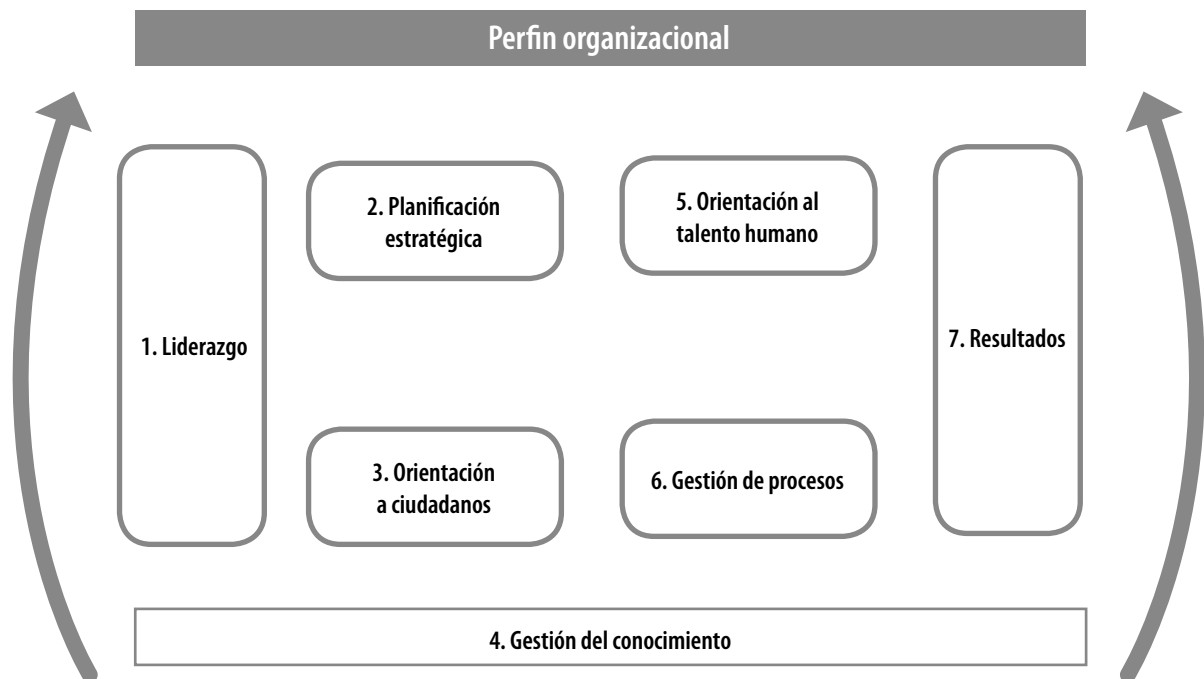 Perfin organizacional
1. Liderazgo
2. Planificación
estratégica
3. Orientación
a ciudadanos
5. Orientación al
talento humano
6. Gestión de procesos
7. Resultados
4. Gestión del conocimiento